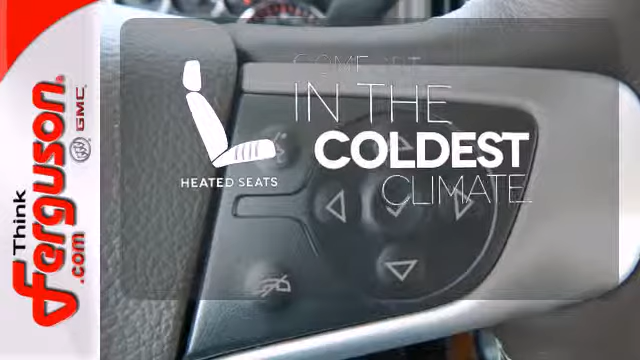 Think
Ferguson
.com
GMC
HEATED SEATS
COMFORT
IN THE
COLDEST
CLIMATE